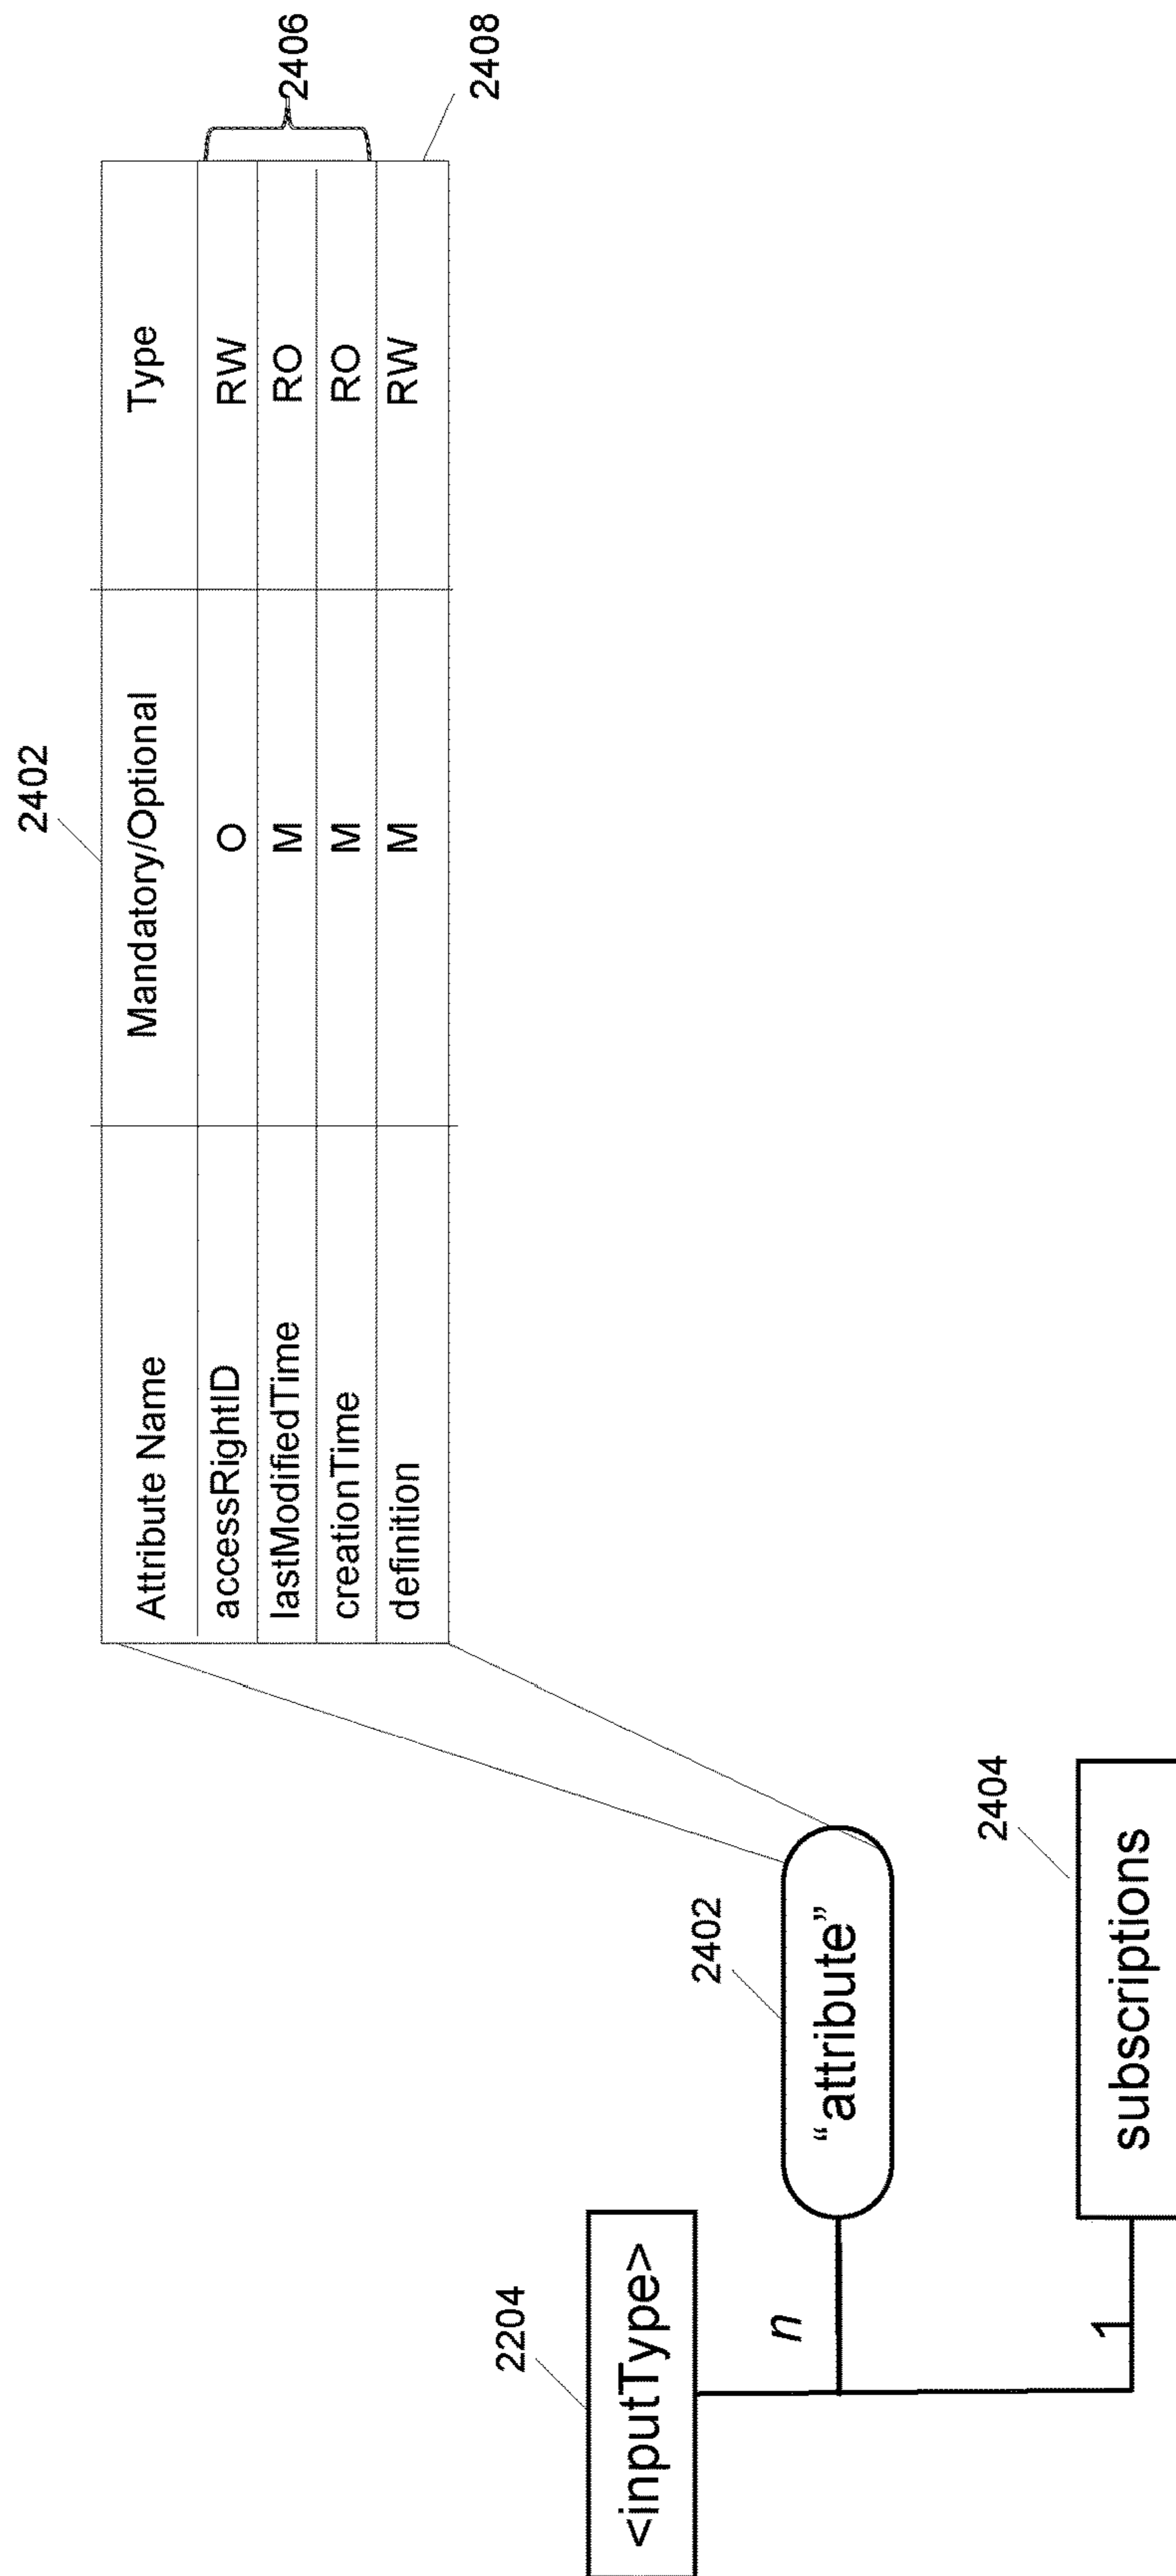 2402
Attribute Name Mandatory/Optional Type
accessRightID O RW
lastModifiedTime M RO
creationTime M RO
definition M RW
2406
2408
2204
<inputType>
n
2402
“attribute”
2404
1
subscriptions